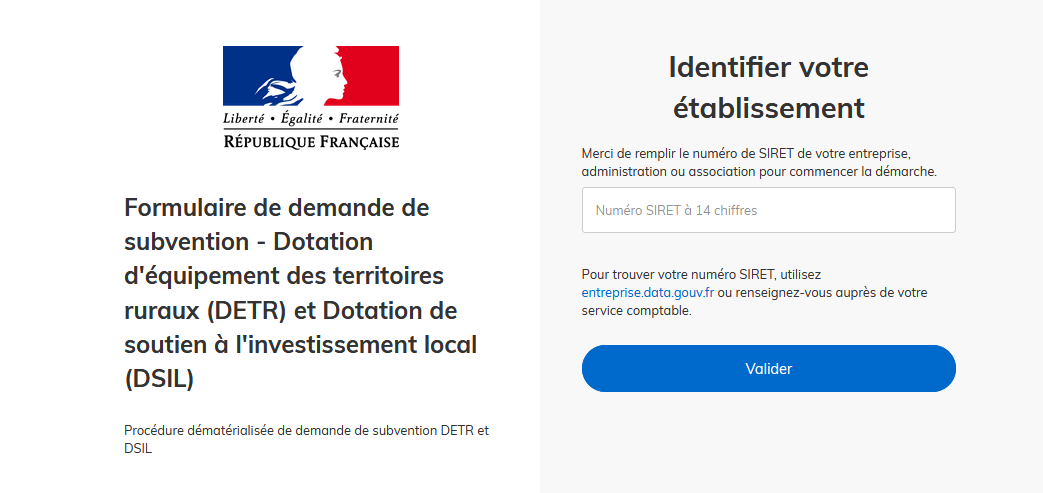 Liberté • Égalité • Fraternité
RÉPUBLIQUE FRANÇAISE
Formulaire de demande de
subvention - Dotation
d'équipement des territoires
ruraux (DETR) et Dotation de
soutien à l'investissement local
(DSIL)
Procédure dématérialisée de demande de subvention DETR et
DSIL
Identifier votre
établissement
Merci de remplir le numéro de SIRET de votre entreprise,
administration ou association pour commencer la démarche.
Numéro SIRET à 14 chiffres
Pour trouver votre numéro SIRET, utilisez
entreprise.data.gouv.fr ou renseignez-vous auprès de votre
service comptable.
Valider